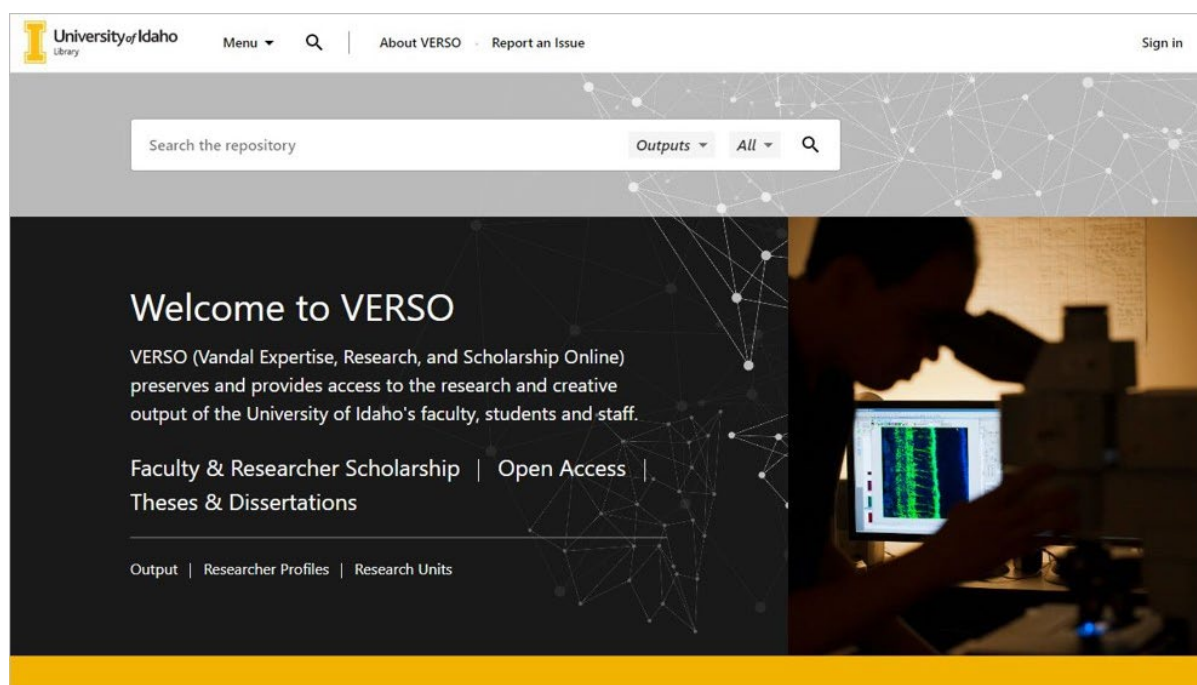 University of Idaho
Library
Menu
About VERSO
Report an Issue
Sign in
Search the repository
Outputs
All
Welcome to VERSO
VERSO (Vandal Expertise, Research, and Scholarship Online)
preserves and provides access to the research and creative
output of the University of Idaho's faculty, students and staff.
Faculty & Researcher Scholarship | Open Access |
Theses & Dissertations
Output | Researcher Profiles | Research Units